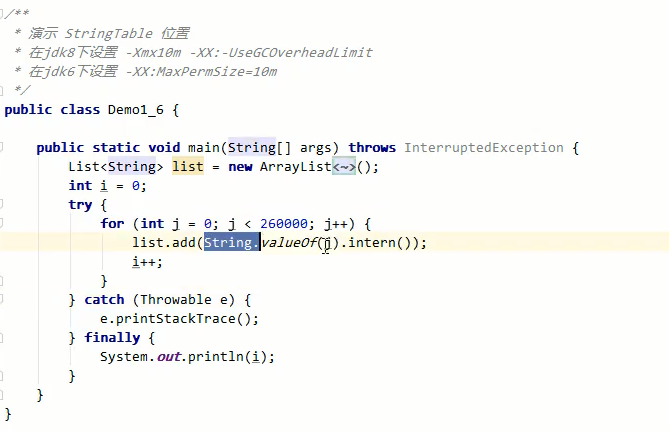 /**
 * 演示 StringTable 位置
 * 在jdk8下设置 -Xmx10m -XX:-UseGCOverheadLimit
 * 在jdk6下设置 -XX:MaxPermSize=10m
 */
public class Demo1_6 {
    public static void main(String[] args) throws InterruptedException {
        List<String> list = new ArrayList<~>();
        int i = 0;
        try {
            for (int j = 0; j < 260000; j++) {
                list.add(String.valueOf(j).intern());
                i++;
            }
        } catch (Throwable e) {
            e.printStackTrace();
        } finally {
            System.out.println(i);
        }
    }
}